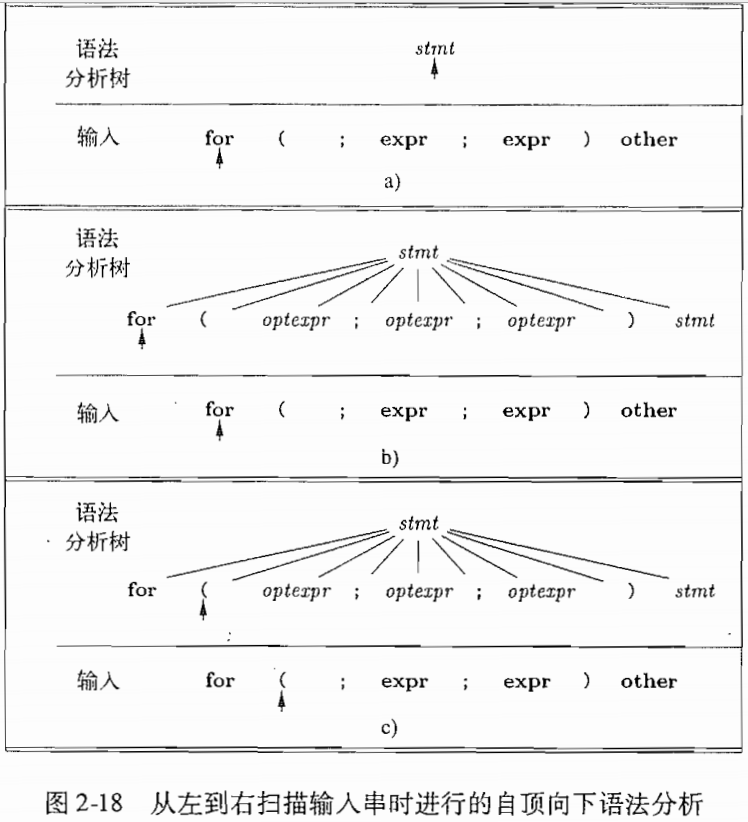 语法 stmt
分析树
输入 for ( ; expr ; expr ) other
a)
语法
分析树 stmt
for ( optexpr ; optexpr ; optexpr ) stmt
输入 for ( ; expr ; expr ) other
b)
语法
分析树 stmt
for ( optexpr ; optexpr ; optexpr ) stmt
输入 for ( ; expr ; expr ) other
c)
图 2-18 从左到右扫描输入串时进行的自顶向下语法分析